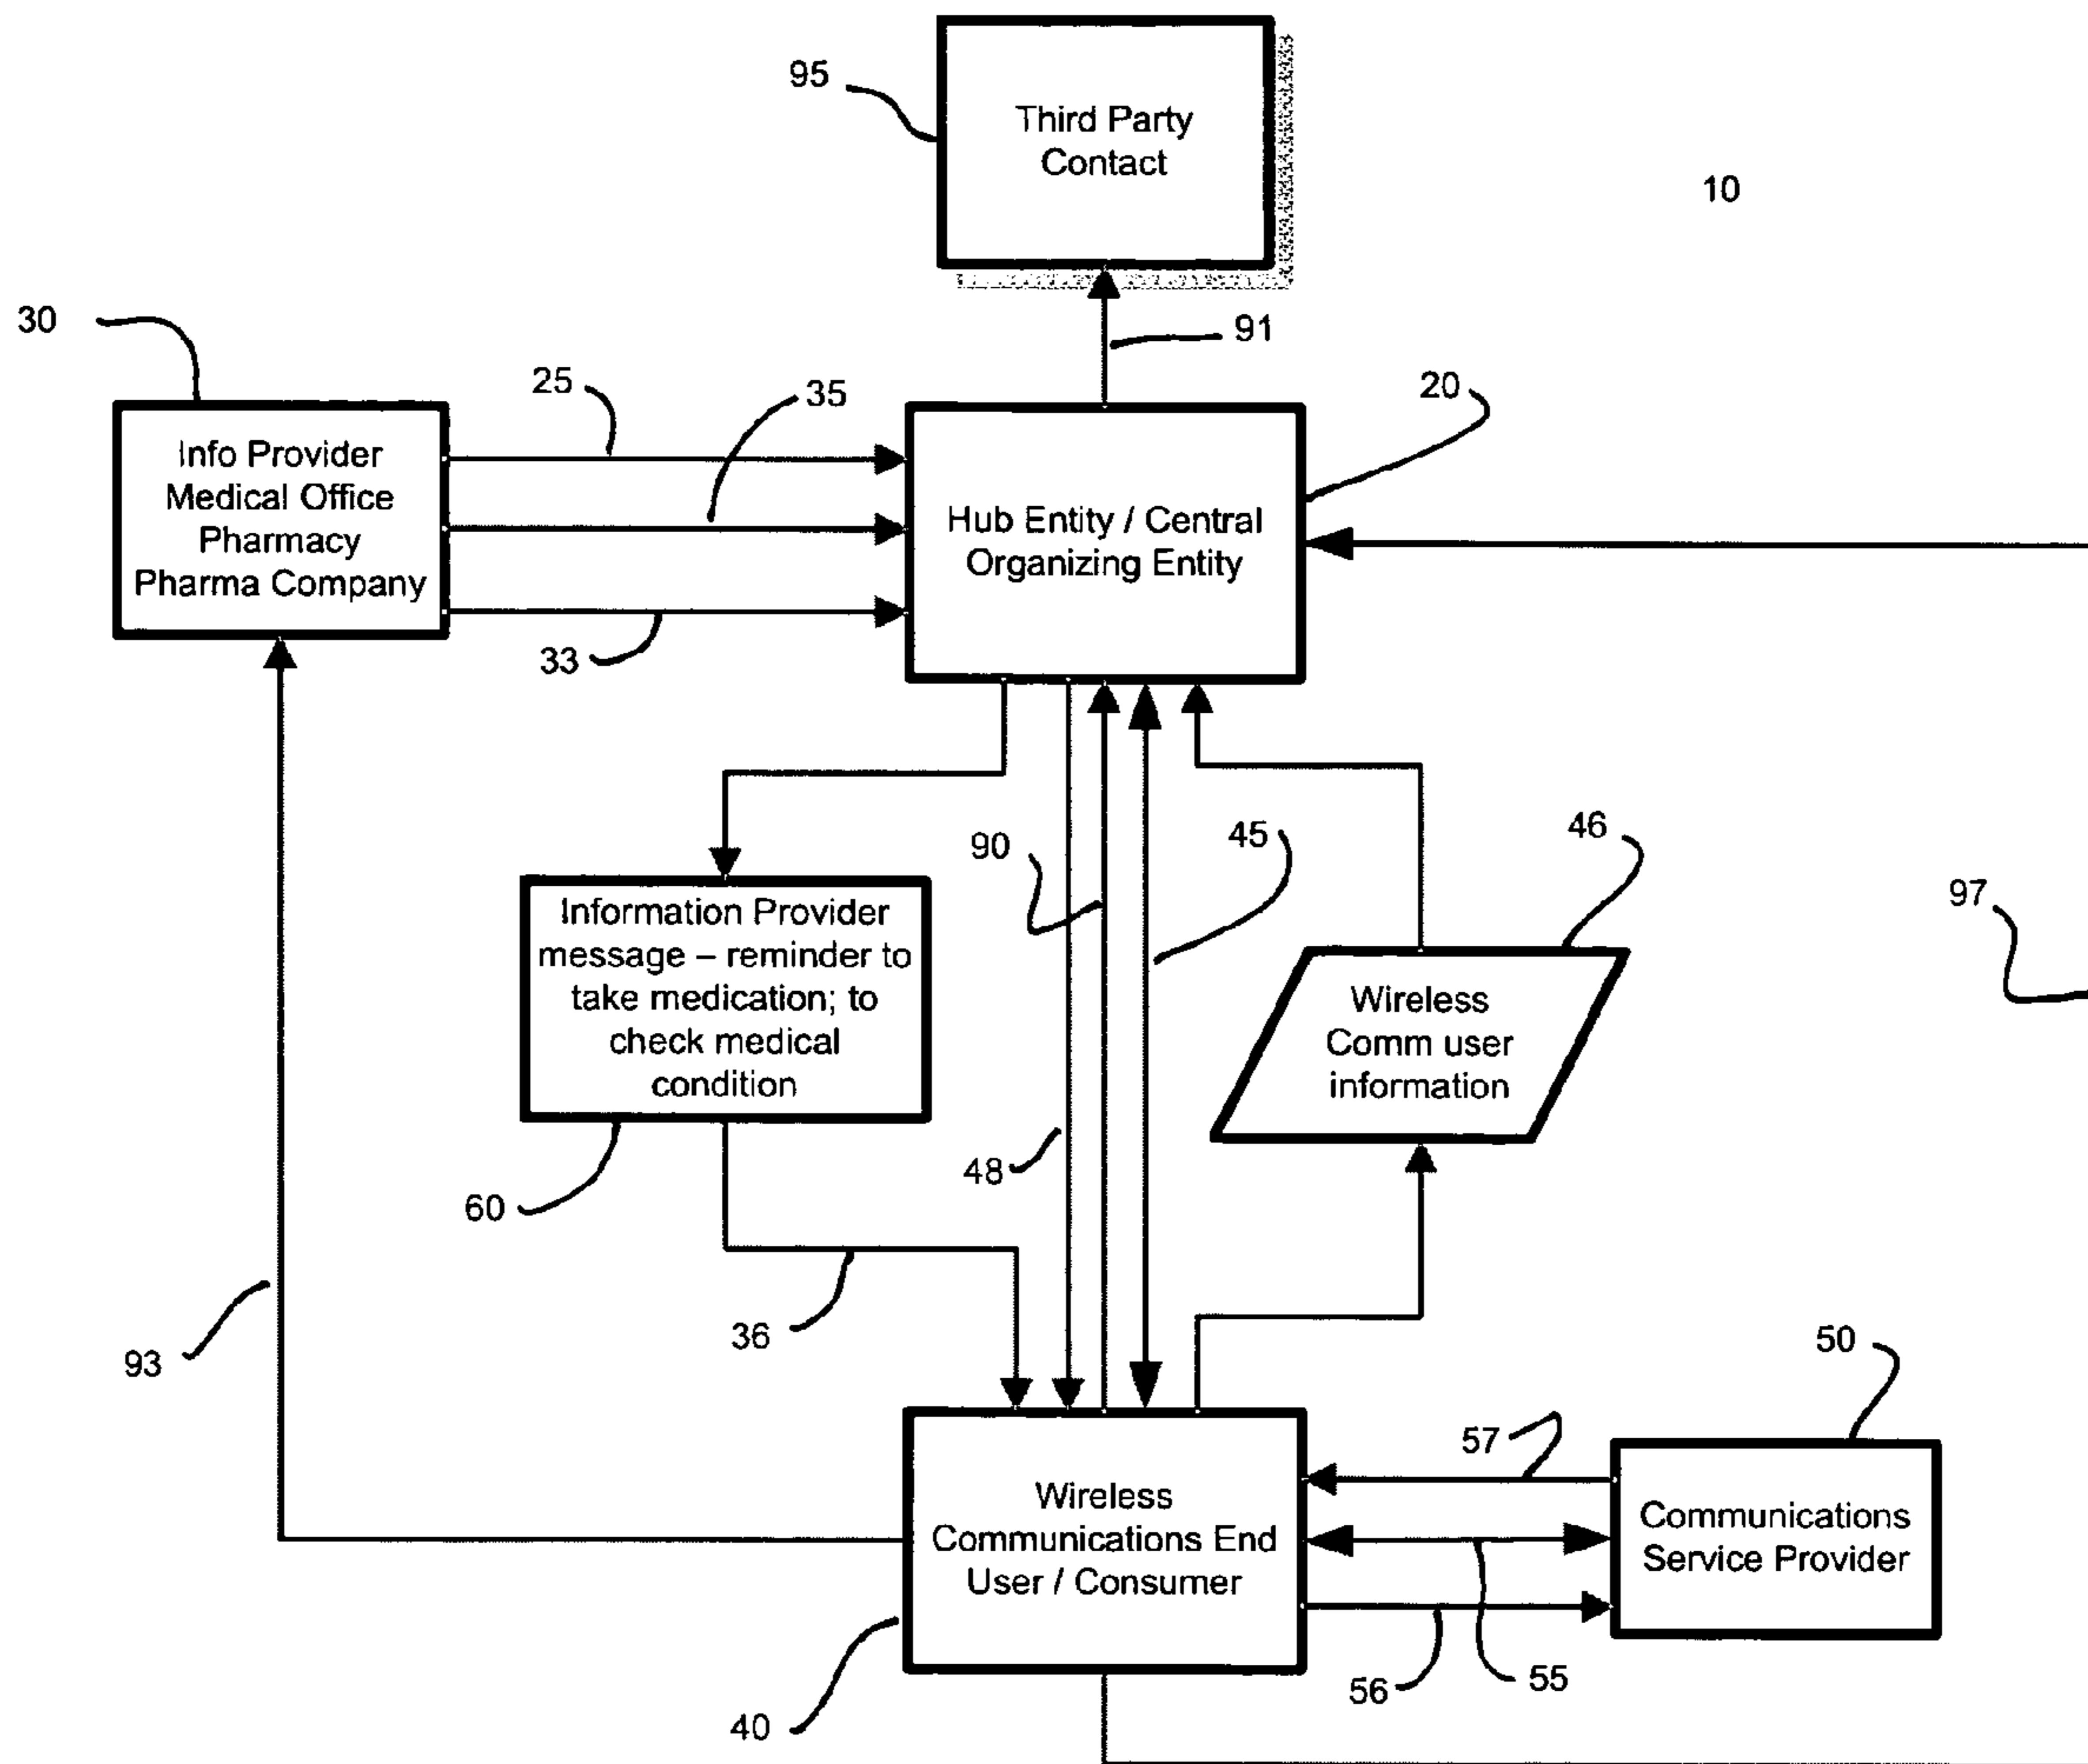 95
Third Party
Contact
10
30
91
25
35
20
Info Provider
Medical Office
Pharmacy
Pharma Company
Hub Entity / Central
Organizing Entity
33
90
45
46
97
Information Provider
message – reminder to
take medication; to
check medical
condition
Wireless
Comm user
information
48
60
36
93
50
57
Wireless
Communications End
User / Consumer
Communications
Service Provider
56
55
40